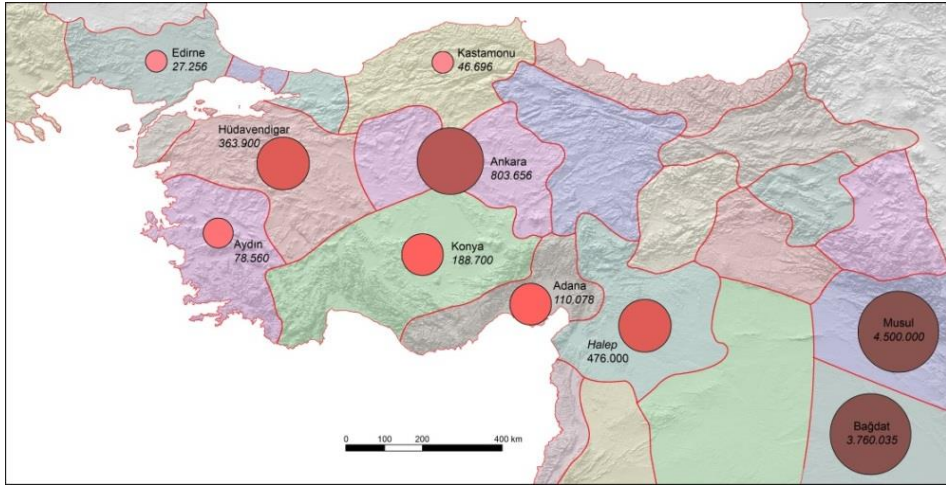 Edirne
27.256
Kastamonu
46.696
Hüdavendigar
363.900
Ankara
803.656
Aydın
78.560
Konya
188.700
Adana
110.078
Halep
476.000
Musul
4.500.000
Bağdat
3.760.035
0 100 200 400 km